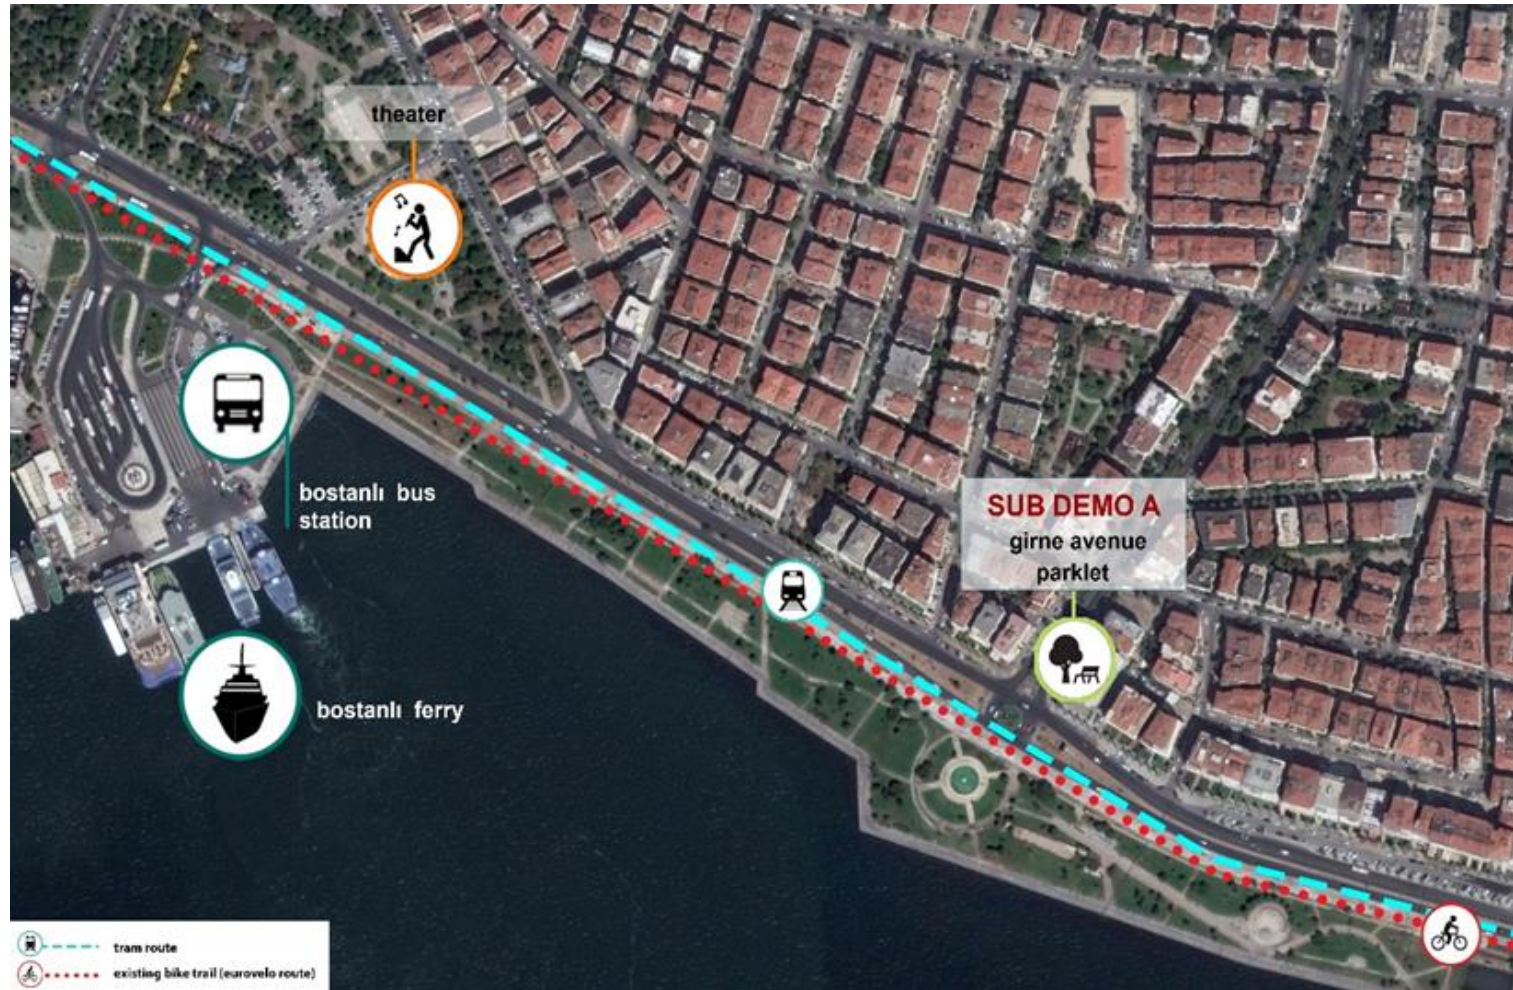 theater
bostanlı bus
station
SUB DEMO A
girne avenue
parklet
bostanlı ferry
tram route
existing bike trail (eurovelo route)